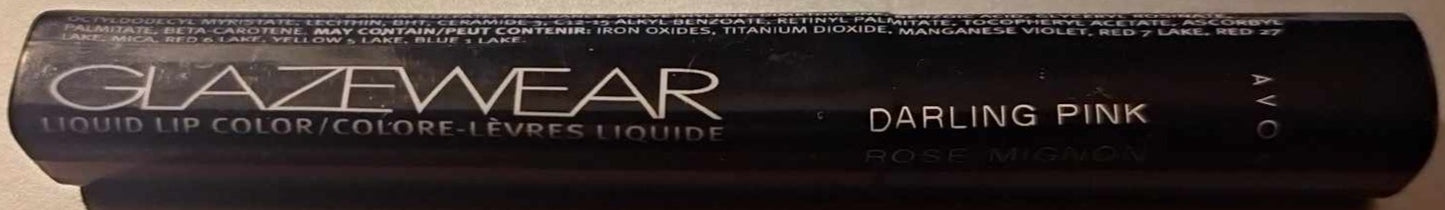 OCTYLDODECYL MYRISTATE, LECITHIN, BHT, CERAMIDE 3, C12-15 ALKYL BENZOATE, RETINYL PALMITATE, TOCOPHERYL ACETATE, ASCORBYL
PALMITATE, BETA-CAROTENE. MAY CONTAIN/PEUT CONTENIR: IRON OXIDES, TITANIUM DIOXIDE, MANGANESE VIOLET, RED 7 LAKE, RED 27
LAKE, MICA, RED 6 LAKE, YELLOW 5 LAKE, BLUE 1 LAKE.
GLAZEWEAR
LIQUID LIP COLOR/COLORE-LÈVRES LIQUIDE
DARLING PINK
ROSE MIGNON
AVO